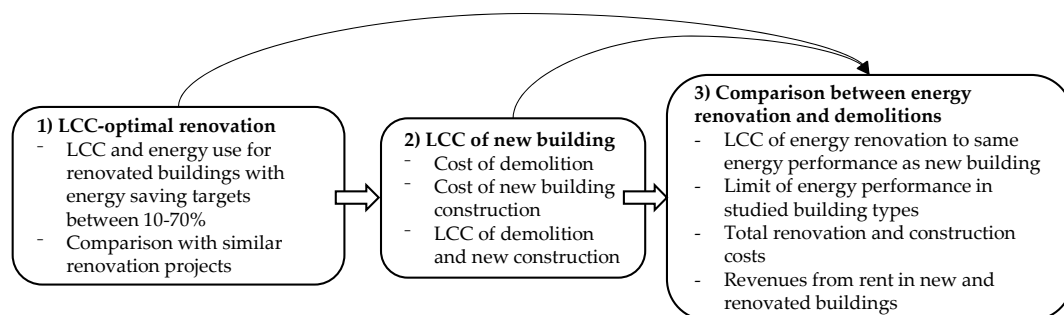 1) LCC-optimal renovation
- LCC and energy use for
renovated buildings with
energy saving targets
between 10-70%
- Comparison with similar
renovation projects
2) LCC of new building
- Cost of demolition
- Cost of new building
construction
- LCC of demolition
and new construction
3) Comparison between energy
renovation and demolitions
- LCC of energy renovation to same
energy performance as new building
- Limit of energy performance in
studied building types
- Total renovation and construction
costs
- Revenues from rent in new and
renovated buildings